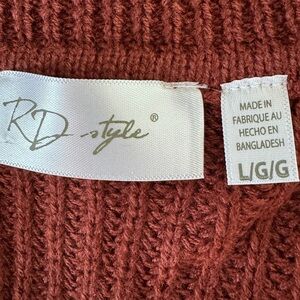 RD style®
MADE IN
FABRIQUE AU
HECHO EN
BANGLADESH
L/G/G